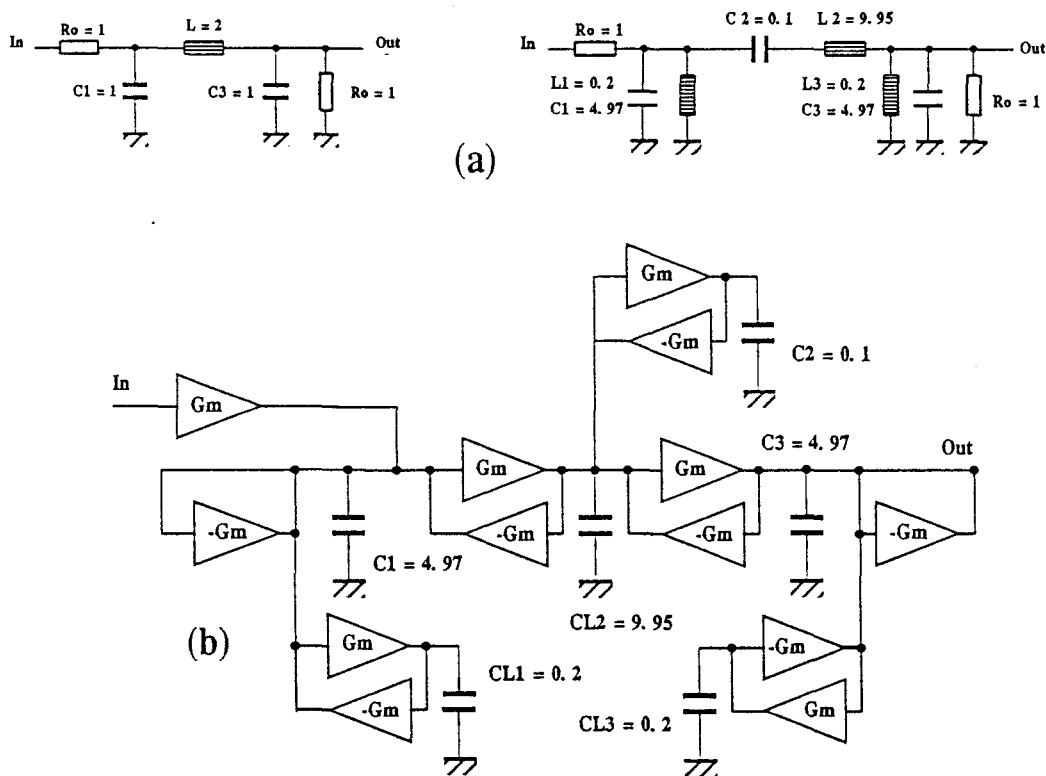 In
Ro = 1
L = 2
Out
C1 = 1
C3 = 1
Ro = 1
In
Ro = 1
C 2 = 0.1
L 2 = 9.95
Out
L1 = 0.2
C1 = 4.97
L3 = 0.2
C3 = 4.97
Ro = 1
(a)
Gm
-Gm
C2 = 0.1
In
Gm
C3 = 4.97
Out
Gm
Gm
-Gm
-Gm
-Gm
-Gm
C1 = 4.97
CL2 = 9.95
(b)
Gm
-Gm
CL1 = 0.2
-Gm
Gm
CL3 = 0.2